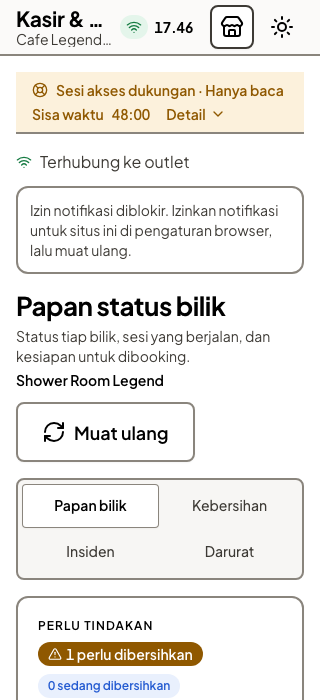 Kasir & ...
Cafe Legend...
17.46
Sesi akses dukungan · Hanya baca
Sisa waktu 48:00 Detail
Terhubung ke outlet
Izin notifikasi diblokir. Izinkan notifikasi
untuk situs ini di pengaturan browser,
lalu muat ulang.
Papan status bilik
Status tiap bilik, sesi yang berjalan, dan
kesiapan untuk dibooking.
Shower Room Legend
Muat ulang
Papan bilik
Kebersihan
Insiden
Darurat
PERLU TINDAKAN
1 perlu dibersihkan
0 sedang dibersihkan